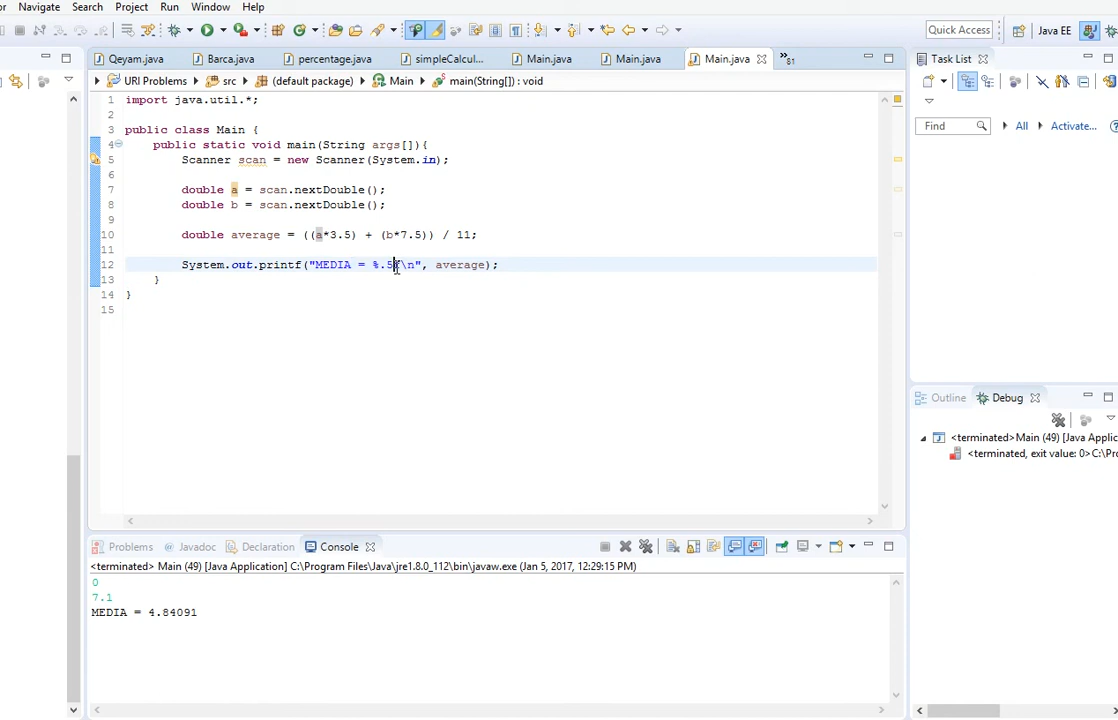 Navigate Search Project Run Window Help
Quick Access
Java EE
Qeyam.java Barca.java percentage.java simpleCalcul... Main.java Main.java Main.java »81
Task List
URI Problems src (default package) Main main(String[]) : void
1 import java.util.*;
2
3 public class Main {
4 public static void main(String args[]){
5 Scanner scan = new Scanner(System.in);
6
7 double a = scan.nextDouble();
8 double b = scan.nextDouble();
9
10 double average = ((a*3.5) + (b*7.5)) / 11;
11
12 System.out.printf("MEDIA = %.5f\n", average);
13 }
14 }
15
Find All Activate...
Outline Debug
<terminated>Main (49) [Java Applic
<terminated, exit value: 0>C:\Pro
Problems @ Javadoc Declaration Console
<terminated> Main (49) [Java Application] C:\Program Files\Java\jre1.8.0_112\bin\javaw.exe (Jan 5, 2017, 12:29:15 PM)
0
7.1
MEDIA = 4.84091